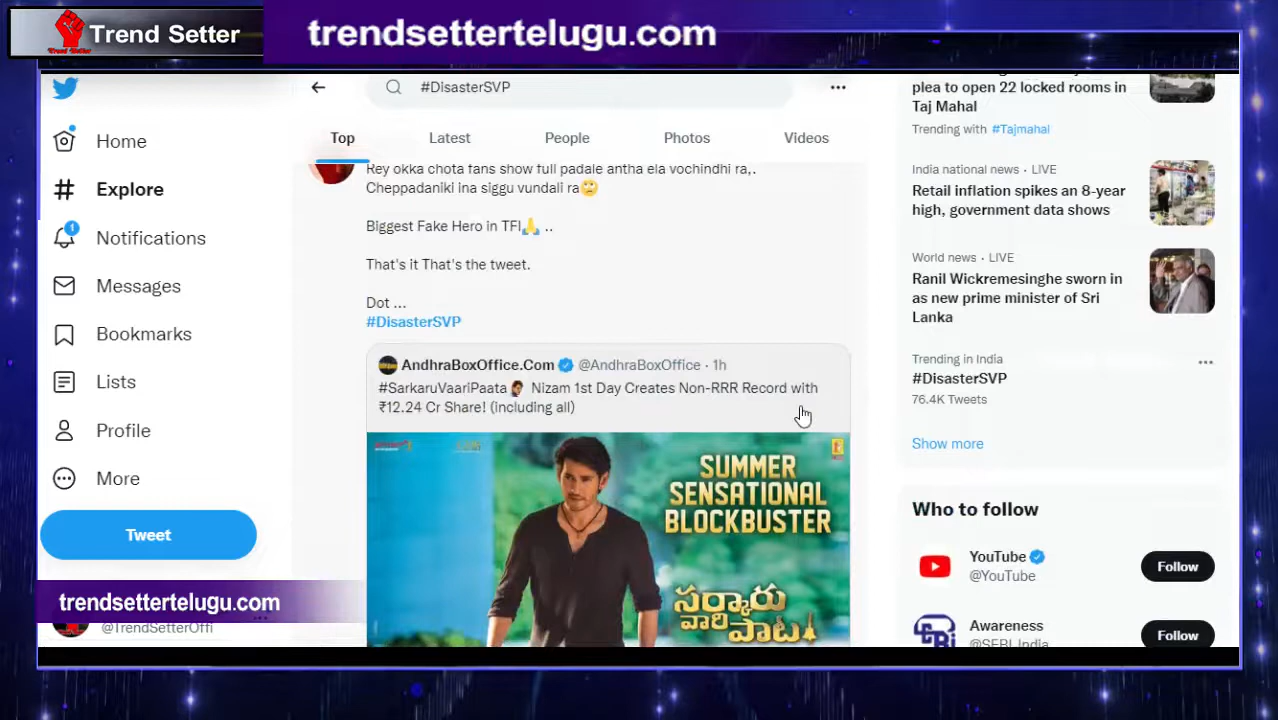 Trend Setter
Trend Setter
trendsettertelugu.com
#DisasterSVP
Top
Latest
People
Photos
Videos
Home
Explore
1
Notifications
Messages
Bookmarks
Lists
Profile
More
Tweet
trendsettertelugu.com
@TrendSetterOffi
Rey okka chota fans show full padale antha ela vochindhi ra,.
Cheppadaniki ina siggu vundali ra🙄
Biggest Fake Hero in TFI🙏 ..
That's it That's the tweet.
Dot ...
#DisasterSVP
AndhraBoxOffice.Com @AndhraBoxOffice · 1h
#SarkaruVaariPaata Nizam 1st Day Creates Non-RRR Record with
₹12.24 Cr Share! (including all)
SUMMER
SENSATIONAL
BLOCKBUSTER
సర్కారు
వారి పాట
plea to open 22 locked rooms in
Taj Mahal
Trending with #Tajmahal
India national news · LIVE
Retail inflation spikes an 8-year
high, government data shows
World news · LIVE
Ranil Wickremesinghe sworn in
as new prime minister of Sri
Lanka
Trending in India
#DisasterSVP
76.4K Tweets
Show more
Who to follow
YouTube
@YouTube
Follow
Awareness
@SEBI_India
Follow